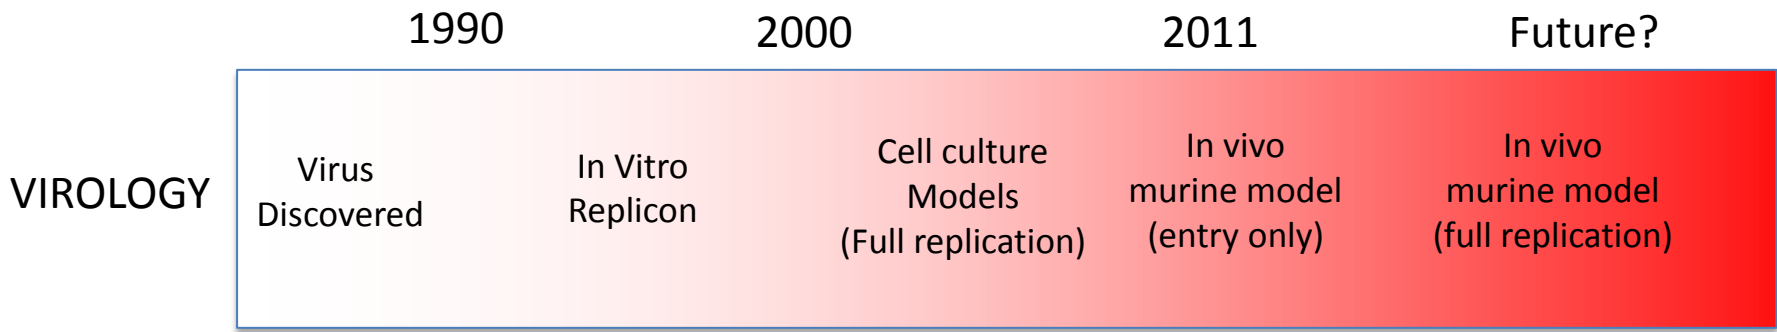 1990 2000 2011 Future?
VIROLOGY
Virus
Discovered
In Vitro
Replicon
Cell culture
Models
(Full replication)
In vivo
murine model
(entry only)
In vivo
murine model
(full replication)